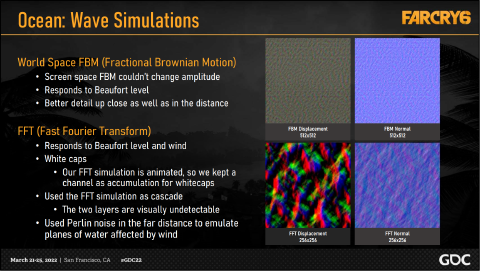 Ocean: Wave Simulations
FARCRY6
World Space FBM (Fractional Brownian Motion)
• Screen space FBM couldn't change amplitude
• Responds to Beaufort level
• Better detail up close as well as in the distance
FFT (Fast Fourier Transform)
• Responds to Beaufort level and wind
• White caps
• Our FFT simulation is animated, so we kept a
channel as accumulation for whitecaps
• Used the FFT simulation as cascade
• The two layers are visually undetectable
• Used Perlin noise in the far distance to emulate
planes of water affected by wind
FBM Displacement
512x512
FBM Normal
512x512
FFT Displacement
256x256
FFT Normal
256x256
March 21-25, 2022 | San Francisco, CA #GDC22
GDC